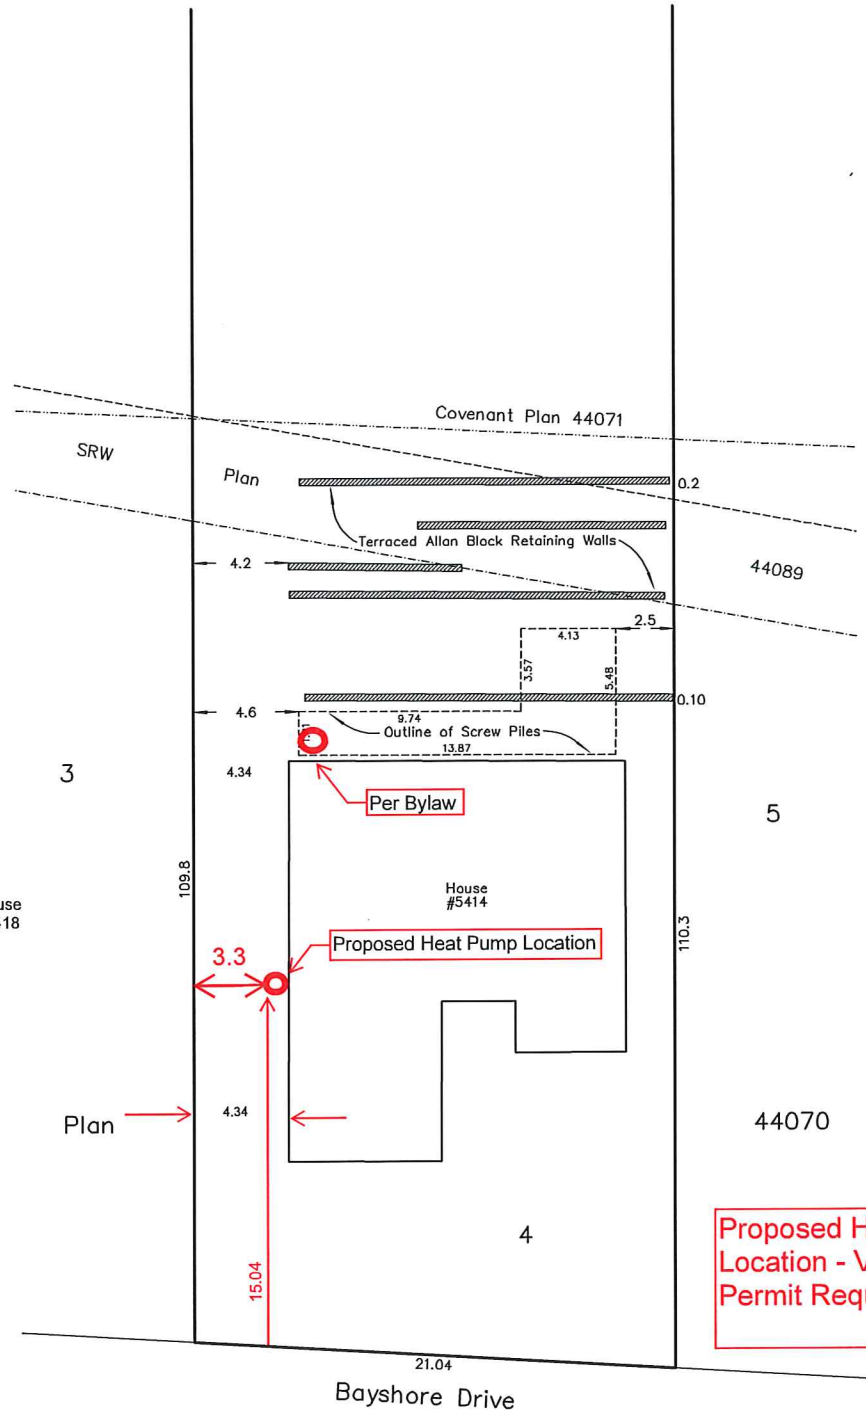 Covenant Plan 44071
SRW
Plan
0.2
Terraced Allan Block Retaining Walls
4.2
44089
2.5
4.13
3.57
5.48
4.6
0.10
9.74
Outline of Screw Piles
13.87
3
4.34
Per Bylaw
5
109.8
House
#5414
18
Proposed Heat Pump Location
110.3
3.3
Plan
4.34
44070
4
Proposed H
Location - V
Permit Requ
15.04
21.04
Bayshore Drive